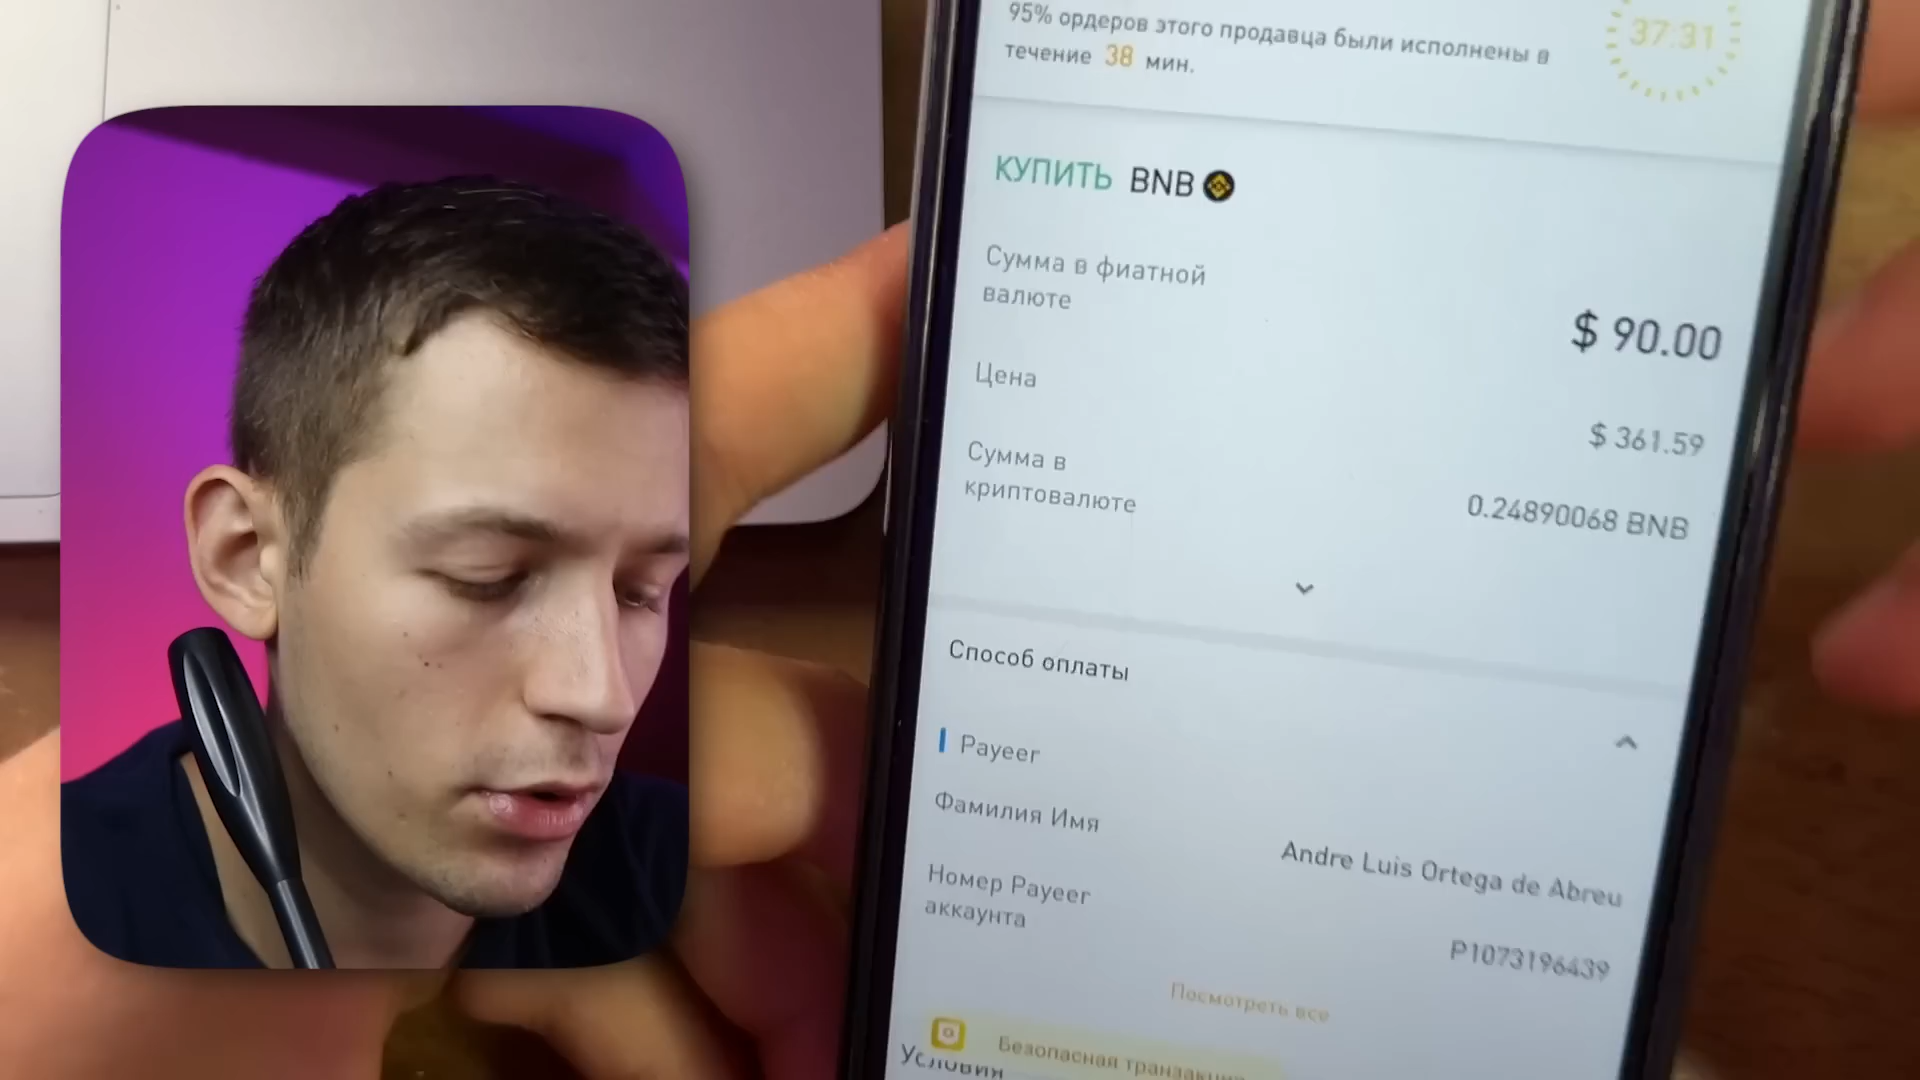 95% ордеров этого продавца были исполнены в
течение 38 мин.
37:31
КУПИТЬ BNB
Сумма в фиатной
валюте
$ 90.00
Цена
$ 361.59
Сумма в
криптовалюте
0.24890068 BNB
Способ оплаты
Payeer
Фамилия Имя
Andre Luis Ortega de Abreu
Номер Payeer
аккаунта
P1073196439
Посмотреть все
Безопасная транзакция
Условия